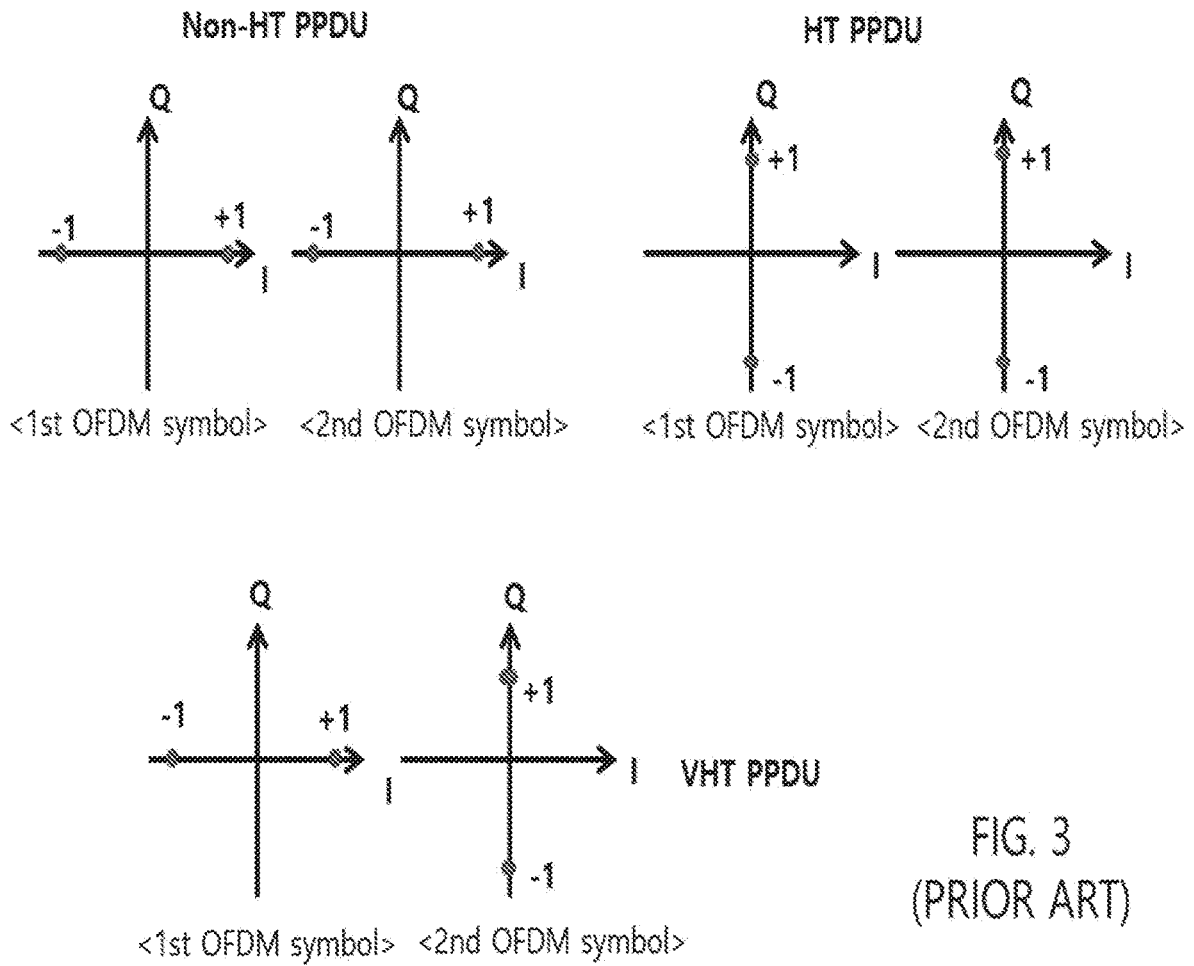 Non-HT PPDU
HT PPDU
Q
Q
Q
Q
-1
+1
I
-1
+1
I
+1
I
-1
+1
I
-1
<1st OFDM symbol>
<2nd OFDM symbol>
<1st OFDM symbol>
<2nd OFDM symbol>
Q
Q
-1
+1
I
+1
I
-1
VHT PPDU
<1st OFDM symbol>
<2nd OFDM symbol>
FIG. 3
(PRIOR ART)